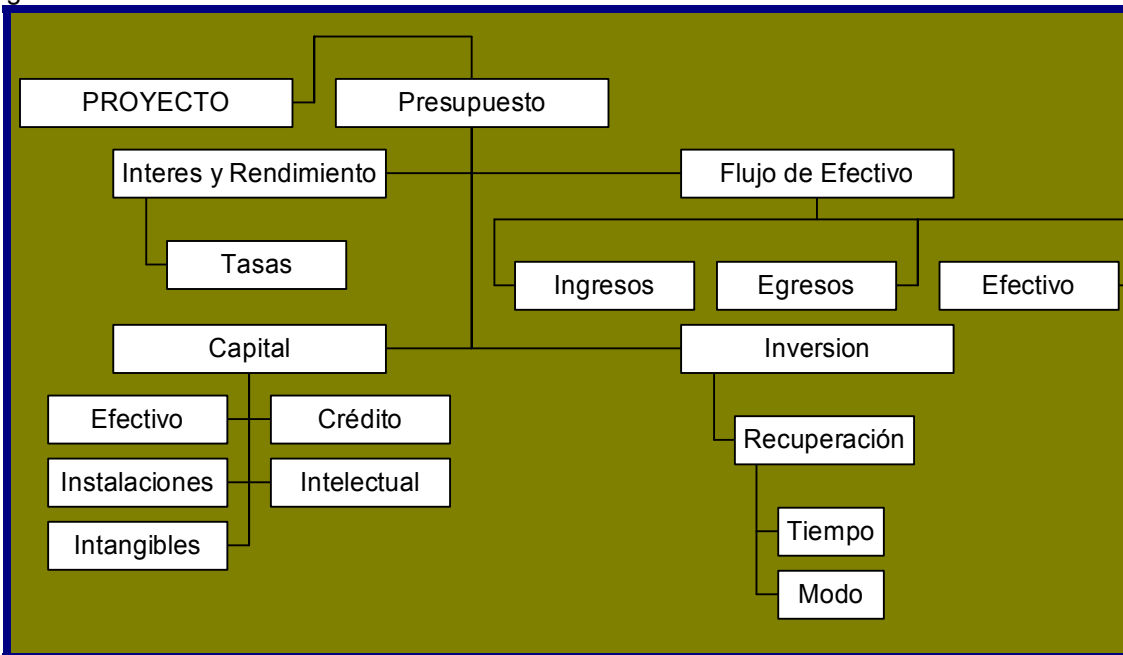 PROYECTO
Presupuesto
Interes y Rendimiento
Flujo de Efectivo
Tasas
Ingresos
Egresos
Efectivo
Capital
Inversion
Efectivo
Crédito
Recuperación
Instalaciones
Intelectual
Tiempo
Intangibles
Modo